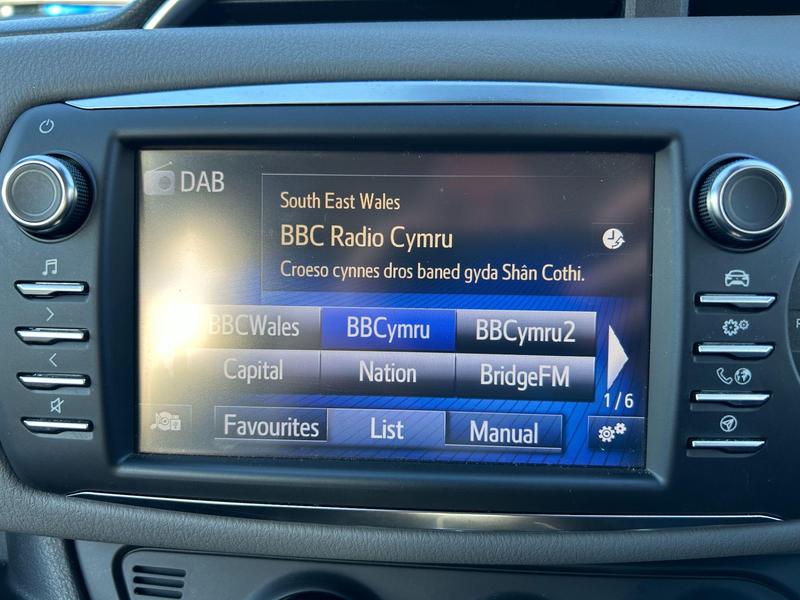 DAB
South East Wales
BBC Radio Cymru
Croeso cynnes dros baned gyda Shân Cothi.
BBCWales BBCymru BBCymru2
Capital Nation BridgeFM
1/6
Favourites List Manual